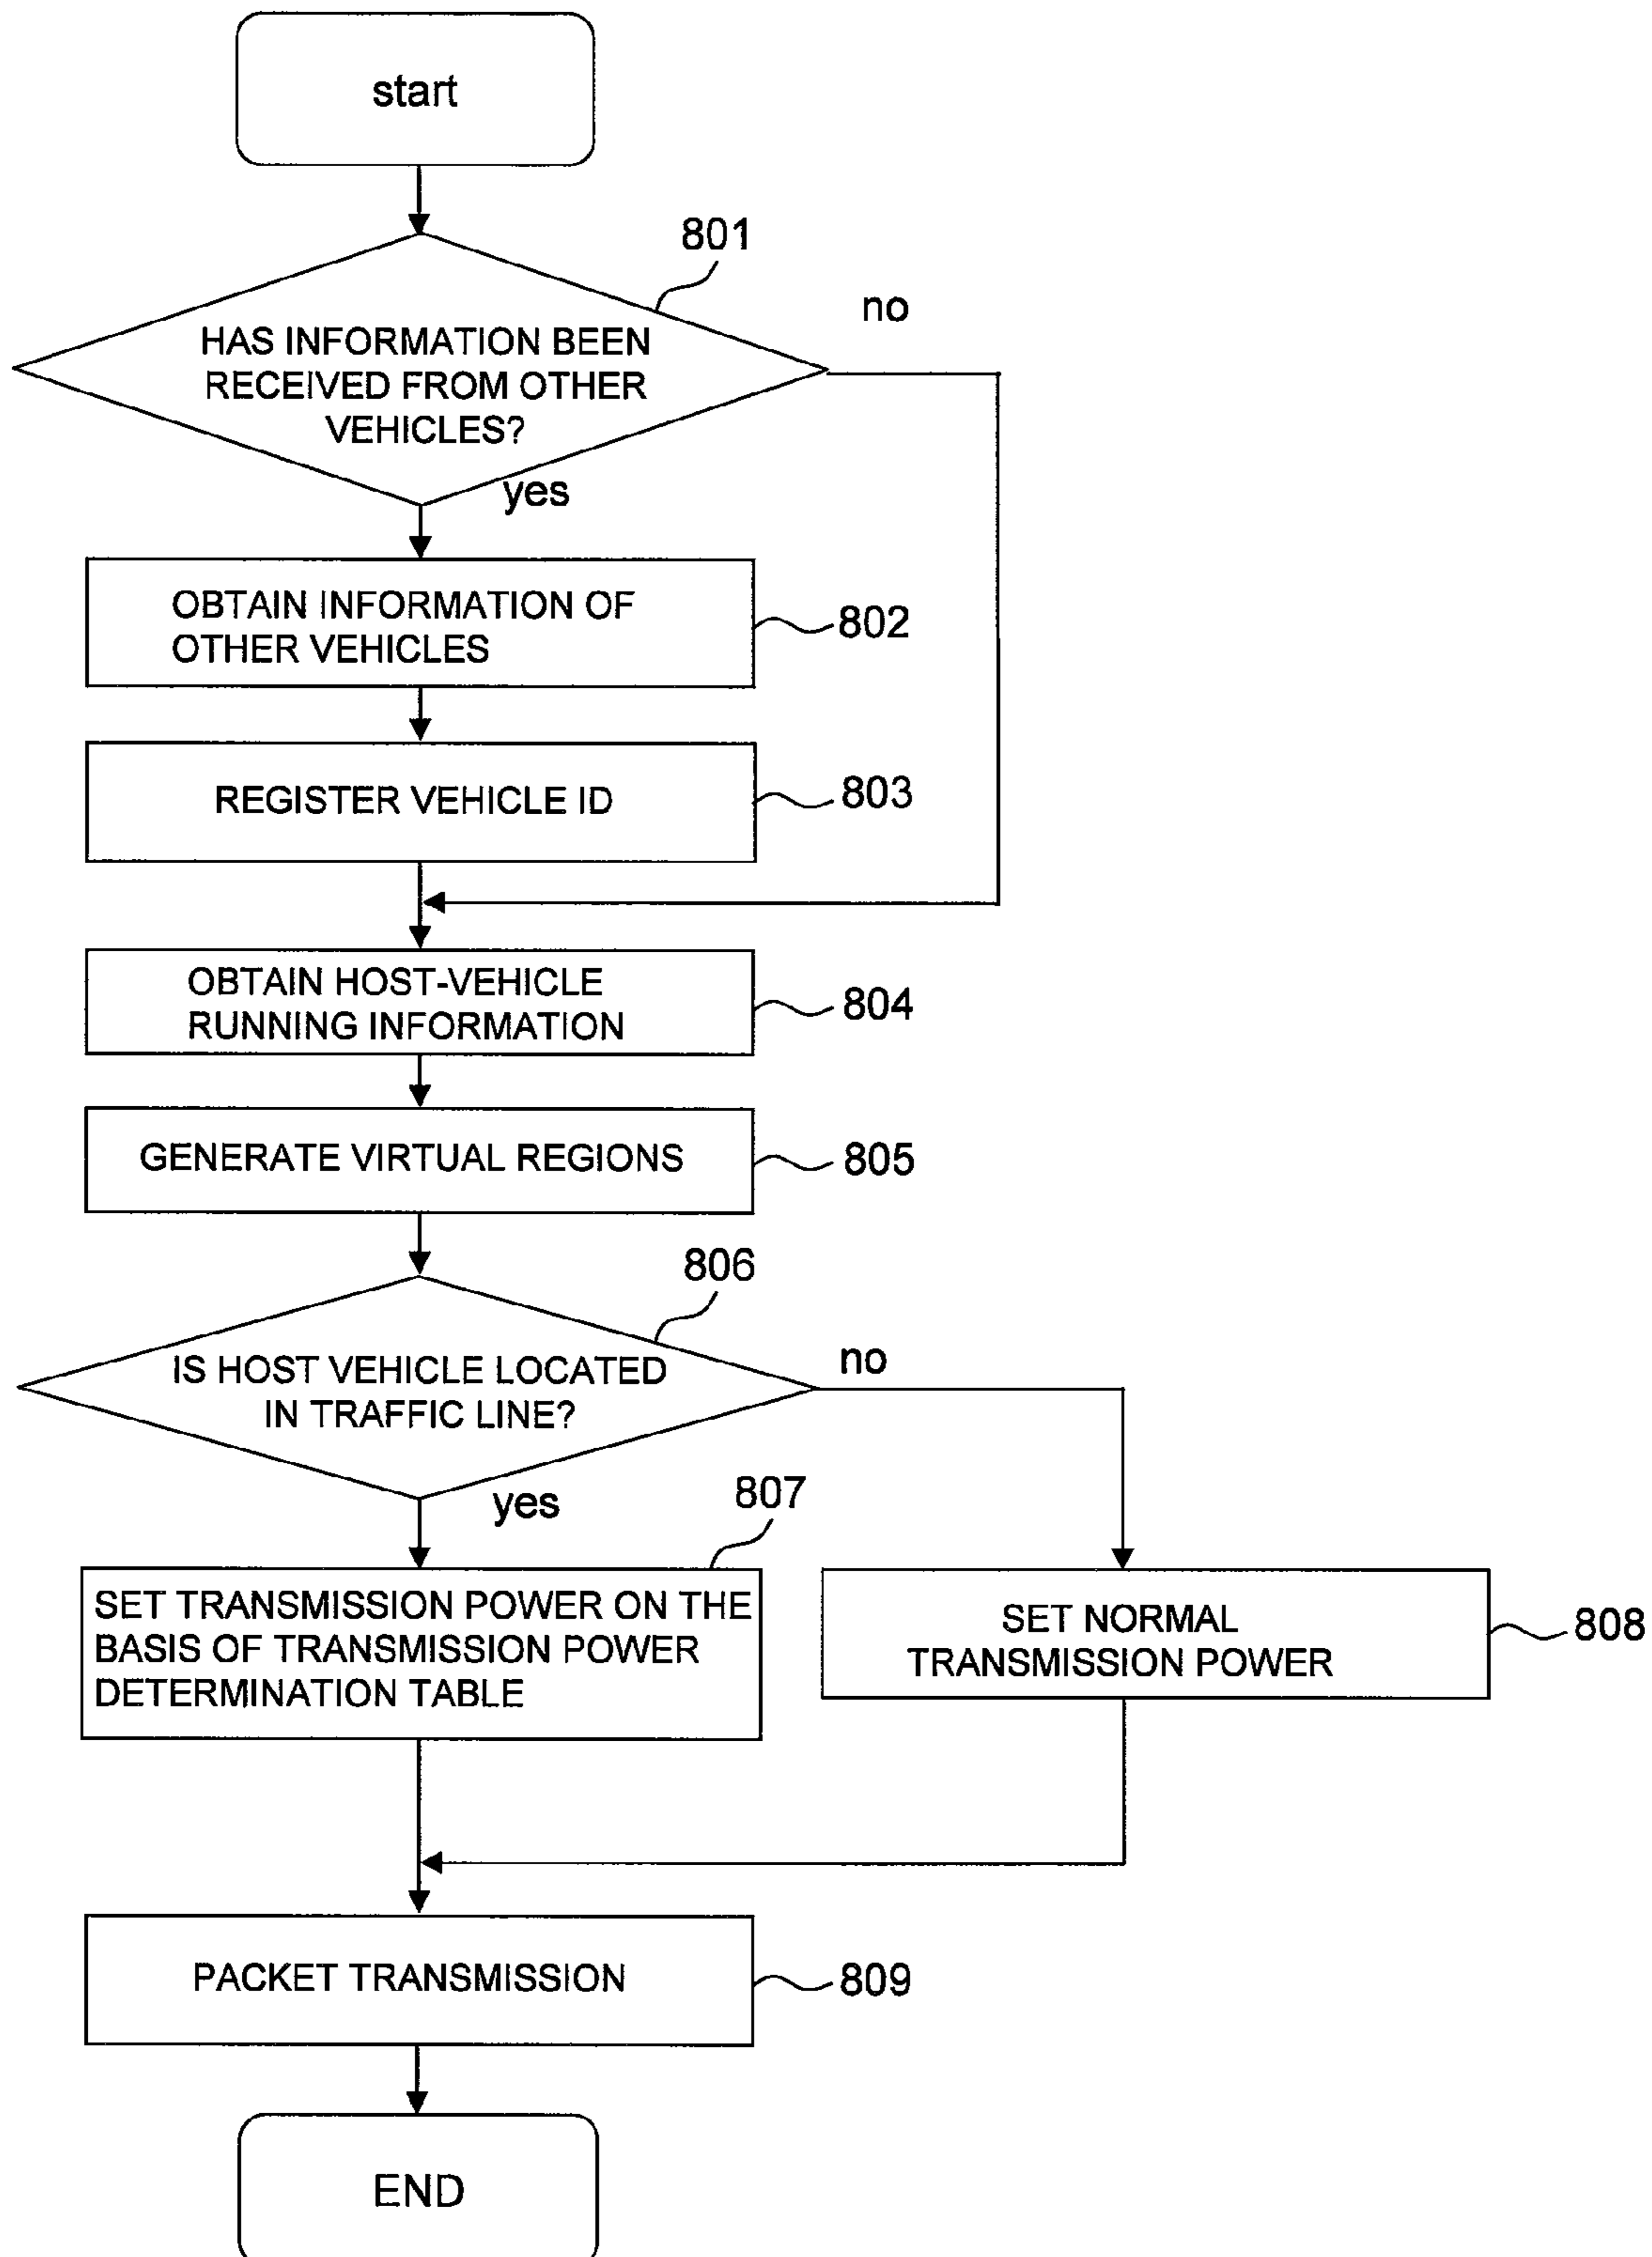 start
801
no
HAS INFORMATION BEEN
RECEIVED FROM OTHER
VEHICLES?
yes
OBTAIN INFORMATION OF
OTHER VEHICLES
802
REGISTER VEHICLE ID
803
OBTAIN HOST-VEHICLE
RUNNING INFORMATION
804
GENERATE VIRTUAL REGIONS
805
806
IS HOST VEHICLE LOCATED
IN TRAFFIC LINE?
no
yes
807
SET TRANSMISSION POWER ON THE
BASIS OF TRANSMISSION POWER
DETERMINATION TABLE
SET NORMAL
TRANSMISSION POWER
808
PACKET TRANSMISSION
809
END